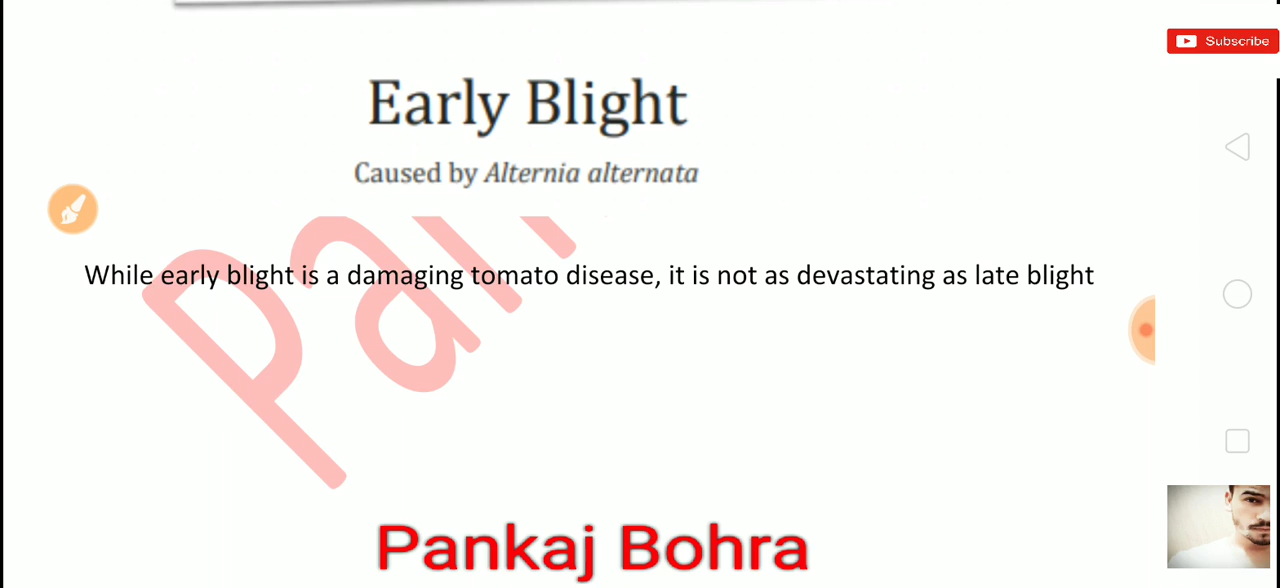 Subscribe
Early Blight
Caused by Alternia alternata
While early blight is a damaging tomato disease, it is not as devastating as late blight
Pan
Pankaj Bohra